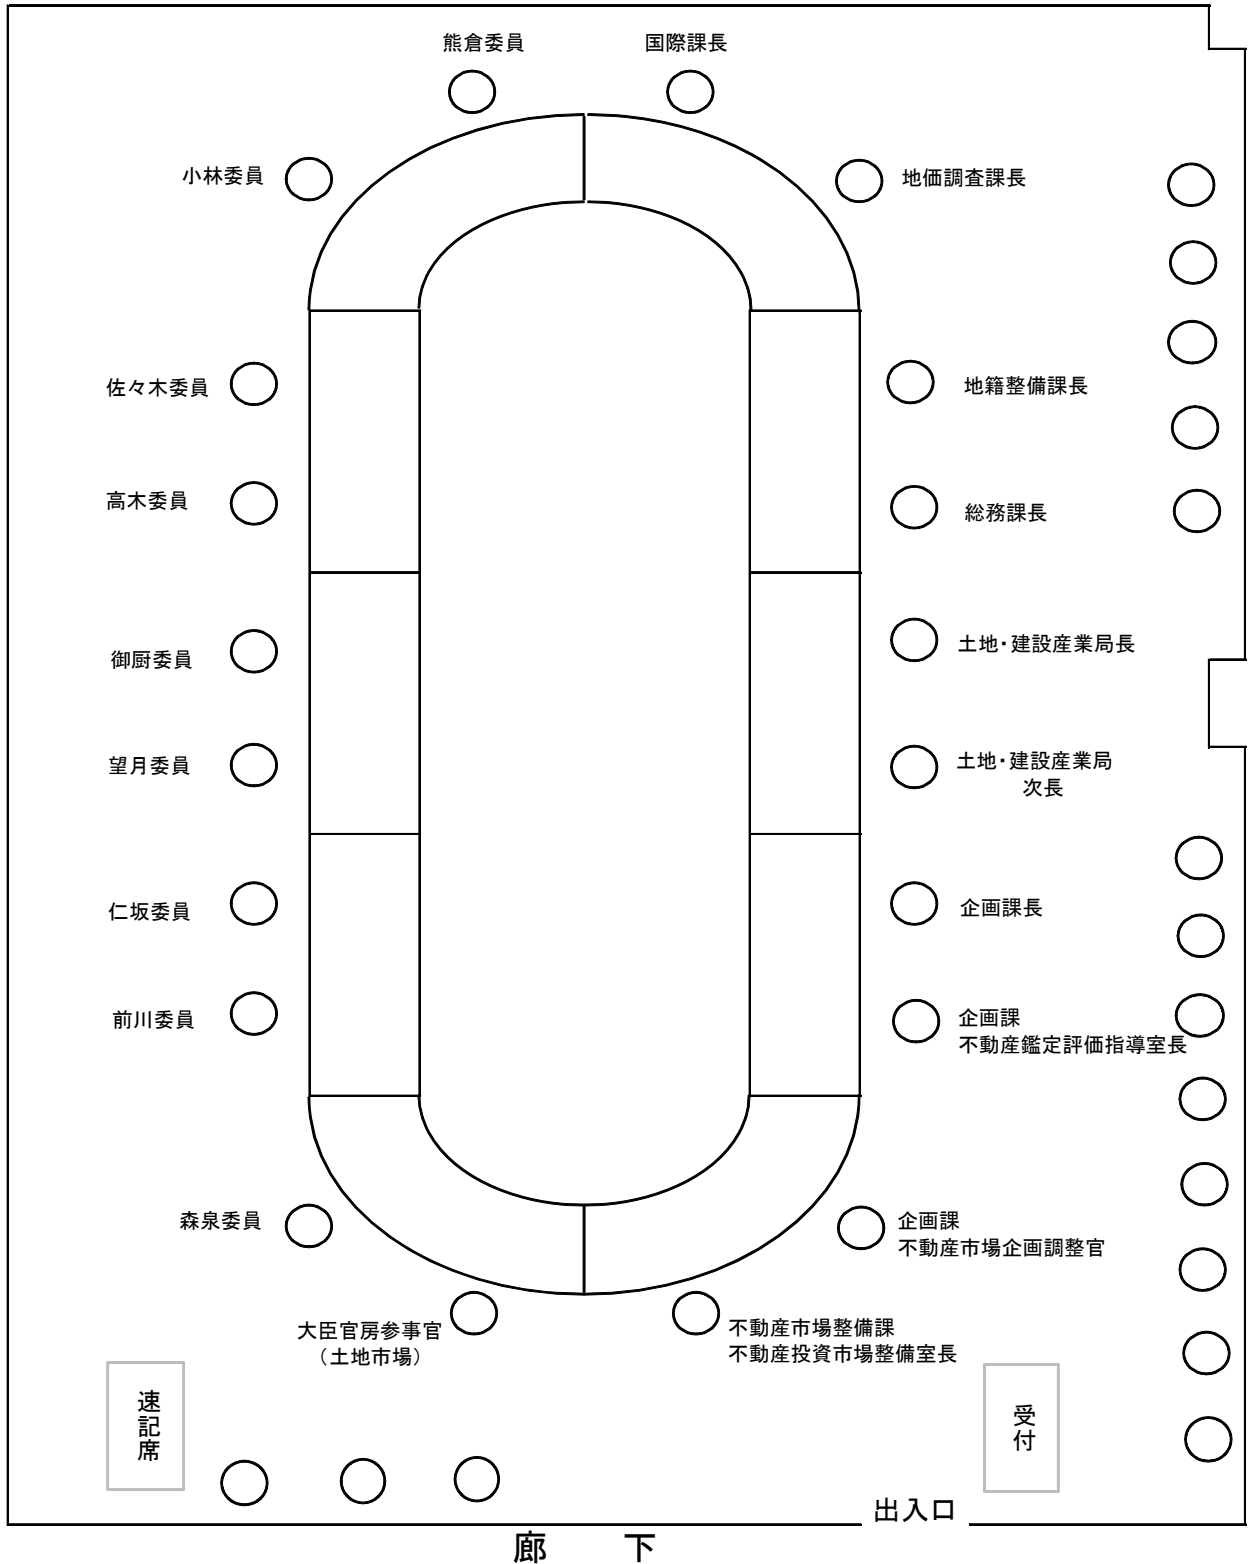 熊倉委員
国際課長
小林委員
地価調査課長
佐々木委員
地籍整備課長
高木委員
総務課長
御厨委員
土地・建設産業局長
望月委員
土地・建設産業局
次長
仁坂委員
企画課長
前川委員
企画課
不動産鑑定評価指導室長
森泉委員
企画課
不動産市場企画調整官
大臣官房参事官
（土地市場）
不動産市場整備課
不動産投資市場整備室長
速記席
受付
出入口
廊　下